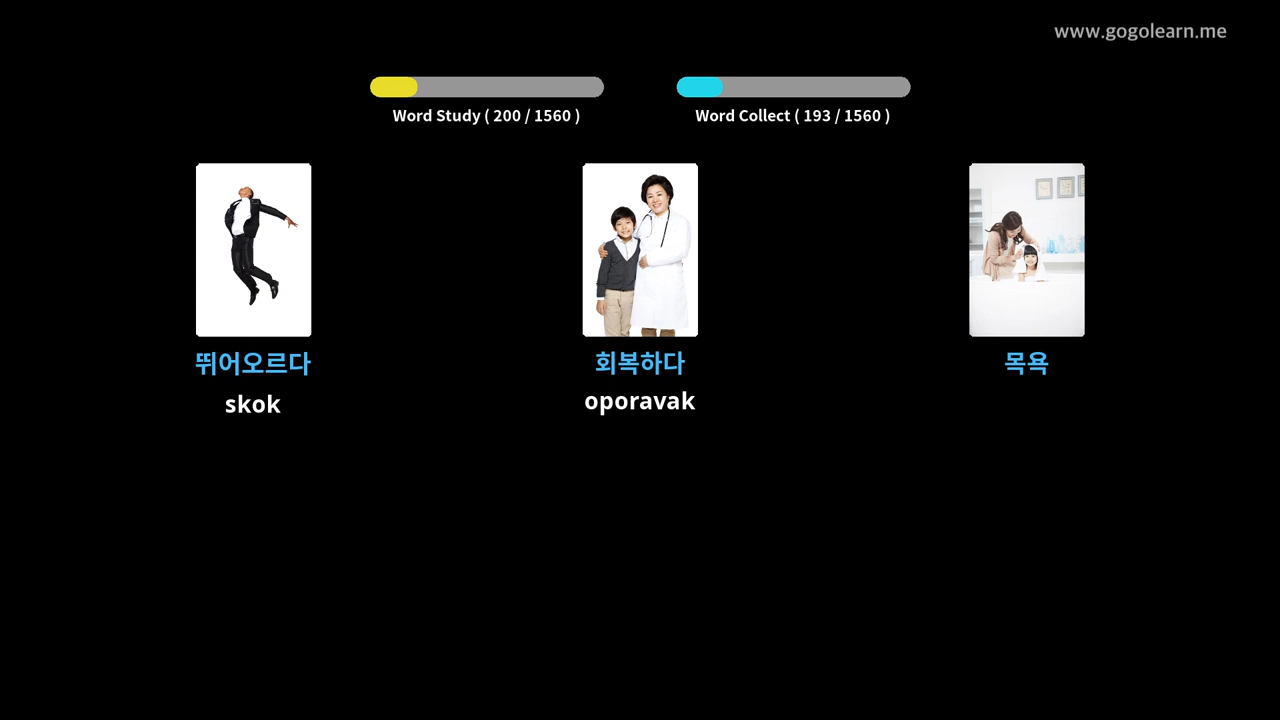 www.gogolearn.me
Word Study ( 200 / 1560 )
Word Collect ( 193 / 1560 )
뛰어오르다
회복하다
목욕
skok
oporavak